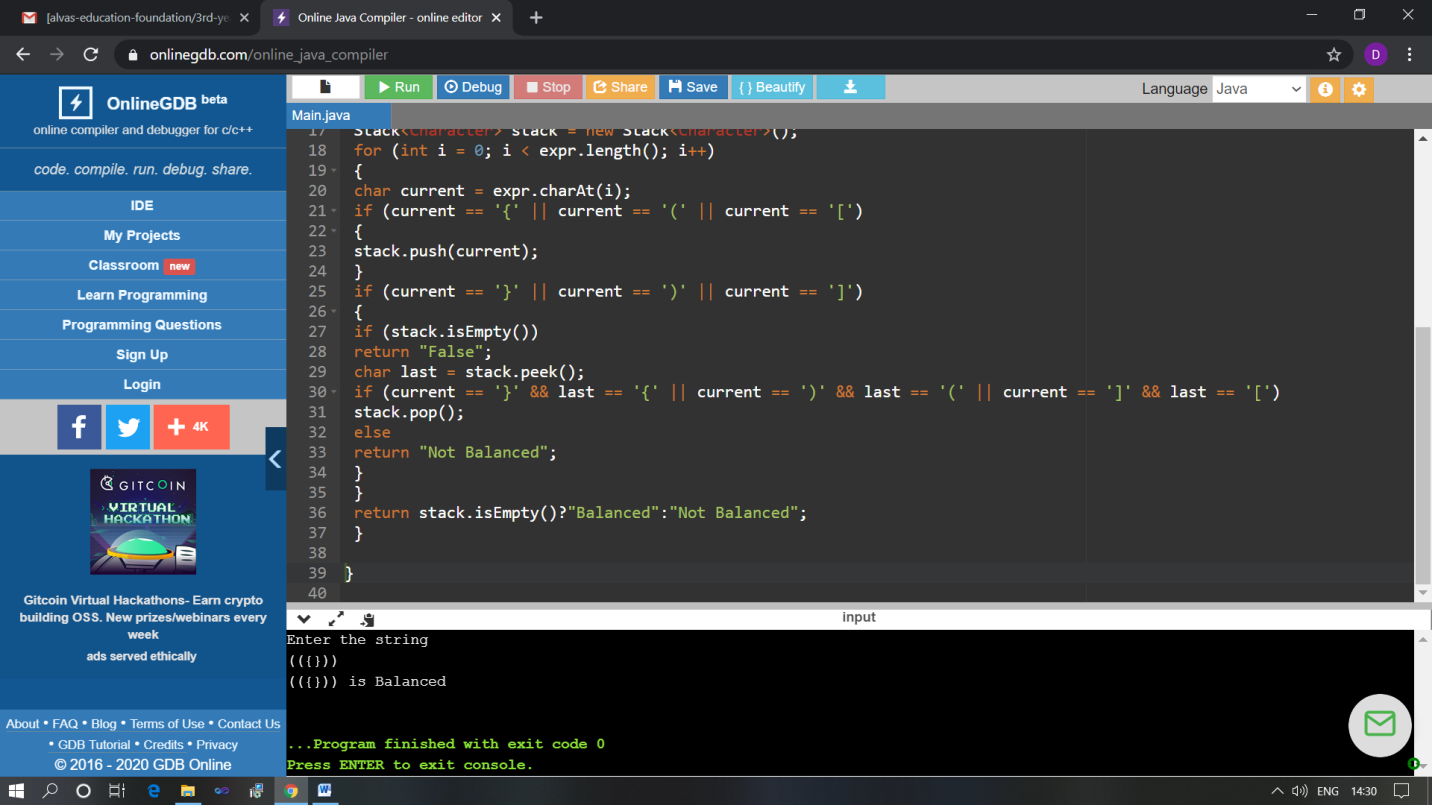 [alvas-education-foundation/3rd-ye
Online Java Compiler - online editor
onlinegdb.com/online_java_compiler
D
OnlineGDB beta
online compiler and debugger for c/c++
code. compile. run. debug. share.
IDE
My Projects
Classroom new
Learn Programming
Programming Questions
Sign Up
Login
f
4K
GITCOIN
VIRTUAL
HACKATHON
Gitcoin Virtual Hackathons- Earn crypto
building OSS. New prizes/webinars every
week
ads served ethically
About • FAQ • Blog • Terms of Use • Contact Us
• GDB Tutorial • Credits • Privacy
© 2016 - 2020 GDB Online
Run Debug Stop Share Save { } Beautify
Language Java
Main.java
17 Stack<Character> stack = new Stack<Character>();
18 for (int i = 0; i < expr.length(); i++)
19 {
20 char current = expr.charAt(i);
21 if (current == '{' || current == '(' || current == '[')
22 {
23 stack.push(current);
24 }
25 if (current == '}' || current == ')' || current == ']')
26 {
27 if (stack.isEmpty())
28 return "False";
29 char last = stack.peek();
30 if (current == '}' && last == '{' || current == ')' && last == '(' || current == ']' && last == '[')
31 stack.pop();
32 else
33 return "Not Balanced";
34 }
35 }
36 return stack.isEmpty()?"Balanced":"Not Balanced";
37 }
38
39 }
40
input
Enter the string
(({}))
(({})) is Balanced
...Program finished with exit code 0
Press ENTER to exit console.
ENG 14:30